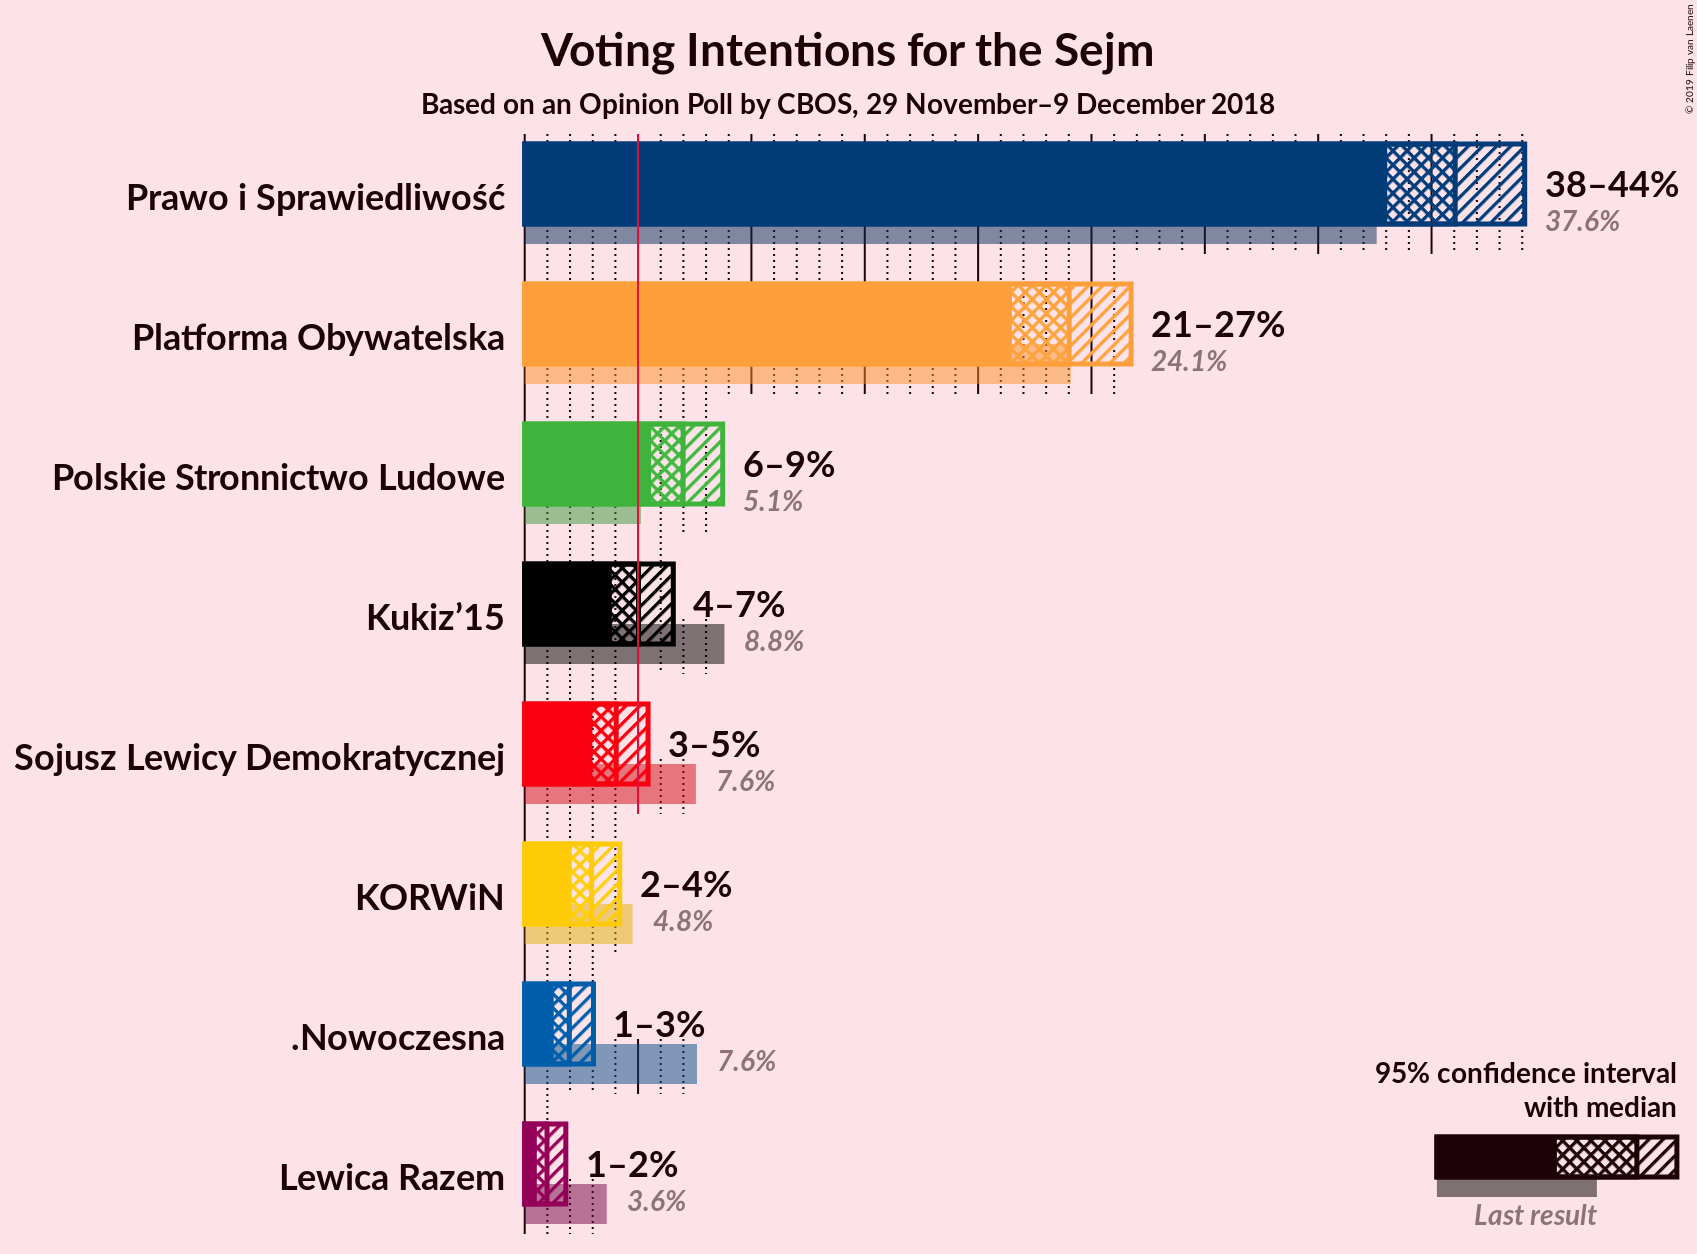 Voting Intentions for the Sejm
Based on an Opinion Poll by CBOS, 29 November–9 December 2018
© 2019 Filip van Laenen
Prawo i Sprawiedliwość
38–44%
37.6%
Platforma Obywatelska
21–27%
24.1%
Polskie Stronnictwo Ludowe
6–9%
5.1%
Kukiz’15
4–7%
8.8%
Sojusz Lewicy Demokratycznej
3–5%
7.6%
KORWiN
2–4%
4.8%
.Nowoczesna
1–3%
7.6%
Lewica Razem
1–2%
3.6%
95% confidence interval
with median
Last result